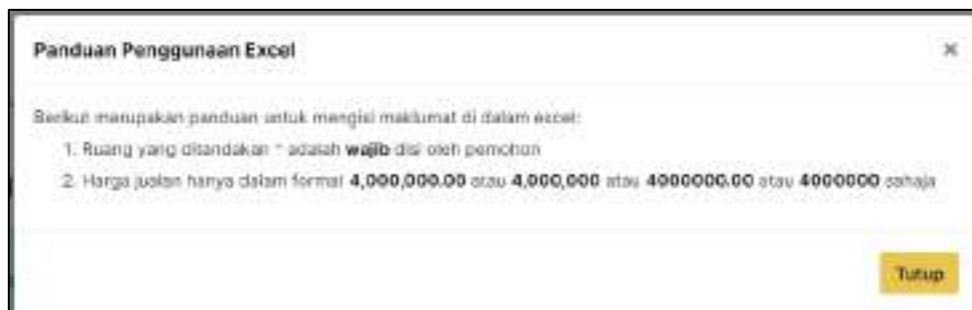 Panduan Penggunaan Excel ×
Berikut merupakan panduan untuk mengisi maklumat di dalam excel:
1. Ruang yang ditandakan * adalah wajib diisi oleh pemohon
2. Harga jualan hanya dalam format 4,000,000.00 atau 4,000,000 atau 4000000.00 atau 4000000 sahaja
Tutup